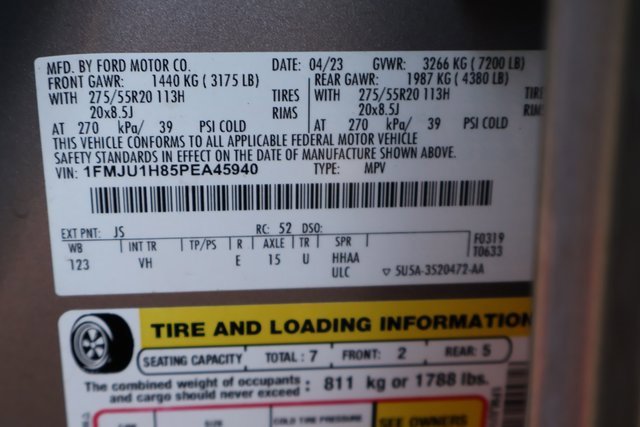 MFD. BY FORD MOTOR CO. DATE: 04/23 GVWR: 3266 KG (7200 LB)
FRONT GAWR: 1440 KG (3175 LB) REAR GAWR: 1987 KG (4380 LB)
WITH 275/55R20 113H TIRES WITH 275/55R20 113H
20x8.5J RIMS 20x8.5J
AT 270 kPa/ 39 PSI COLD AT 270 kPa/ 39 PSI COLD
THIS VEHICLE CONFORMS TO ALL APPLICABLE FEDERAL MOTOR VEHICLE
SAFETY STANDARDS IN EFFECT ON THE DATE OF MANUFACTURE SHOWN ABOVE.
VIN: 1FMJU1H85PEA45940 TYPE: MPV
EXT PNT: JS RC: 52 DSO:
WB INT TR TP/PS R AXLE TR SPR F0319
T0633
123 VH E 15 U HHAA
ULC 5U5A-3520472-AA
TIRE AND LOADING INFORMATION
SEATING CAPACITY TOTAL: 7 FRONT: 2 REAR: 5
The combined weight of occupants
and cargo should never exceed : 811 kg or 1788 lbs.
SIZE COLD TIRE PRESSURE SEE OWNERS